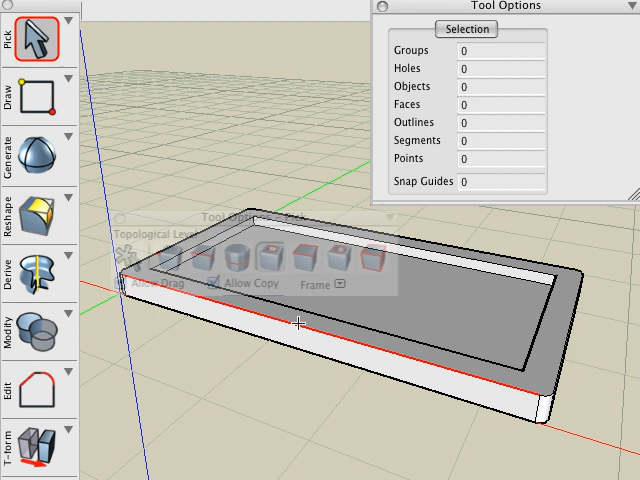 Tool Options
Selection
Groups 0
Holes 0
Objects 0
Faces 0
Outlines 0
Segments 0
Points 0
Snap Guides 0
Pick
Draw
Generate
Reshape
Derive
Modify
Edit
T-form
Tool Options - Pick
Topological Level
Allow Drag
Allow Copy
Frame